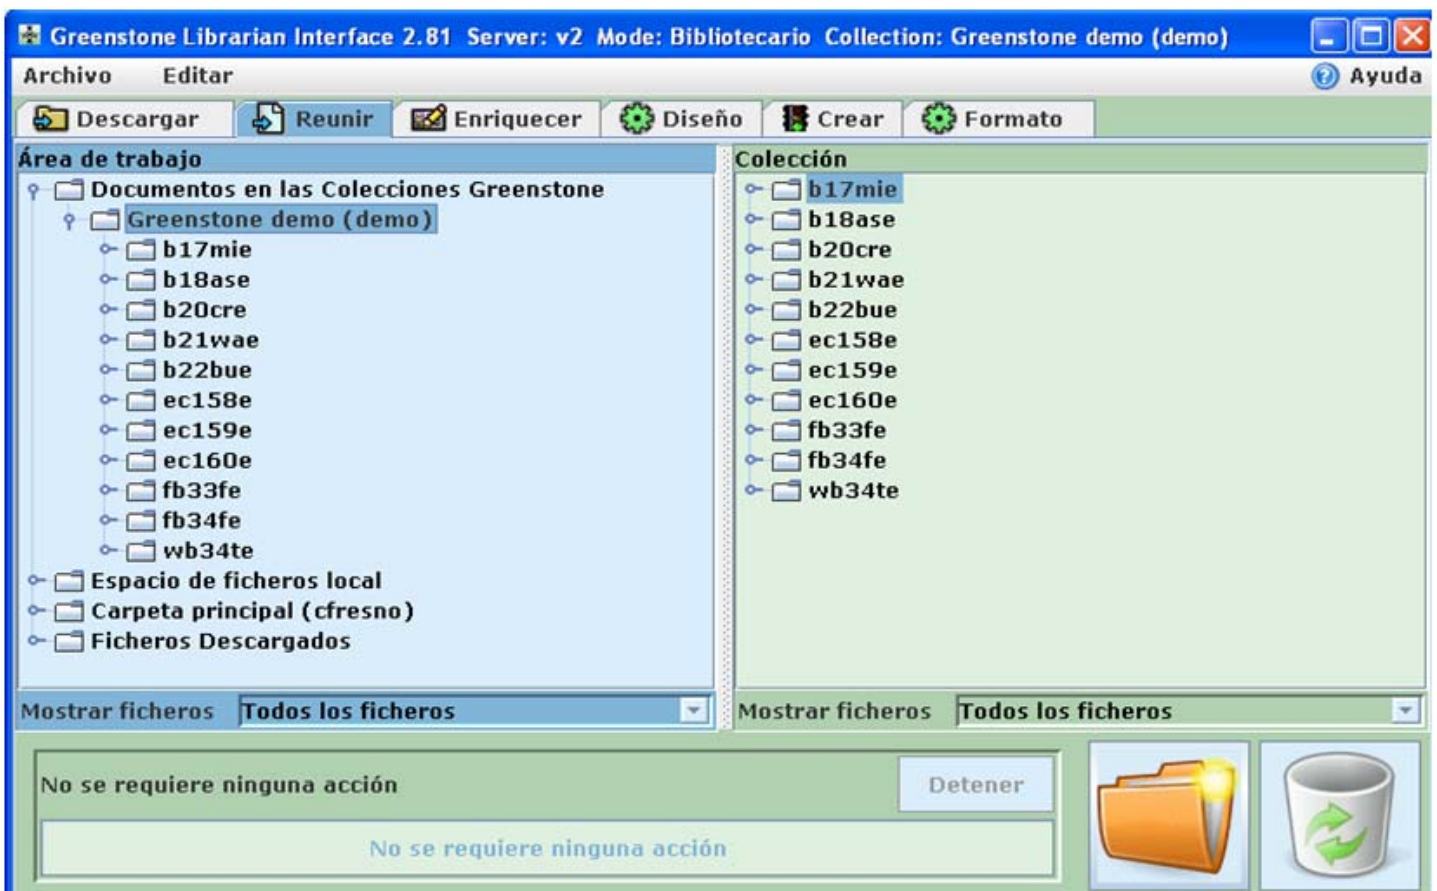 Greenstone Librarian Interface 2.81 Server: v2 Mode: Bibliotecario Collection: Greenstone demo (demo)
Archivo Editar Ayuda
Descargar Reunir Enriquecer Diseño Crear Formato
Área de trabajo
Documentos en las Colecciones Greenstone
Greenstone demo (demo)
b17mie
b18ase
b20cre
b21wae
b22bue
ec158e
ec159e
ec160e
fb33fe
fb34fe
wb34te
Espacio de ficheros local
Carpeta principal (cfresno)
Ficheros Descargados
Mostrar ficheros Todos los ficheros
Colección
b17mie
b18ase
b20cre
b21wae
b22bue
ec158e
ec159e
ec160e
fb33fe
fb34fe
wb34te
Mostrar ficheros Todos los ficheros
No se requiere ninguna acción Detener
No se requiere ninguna acción